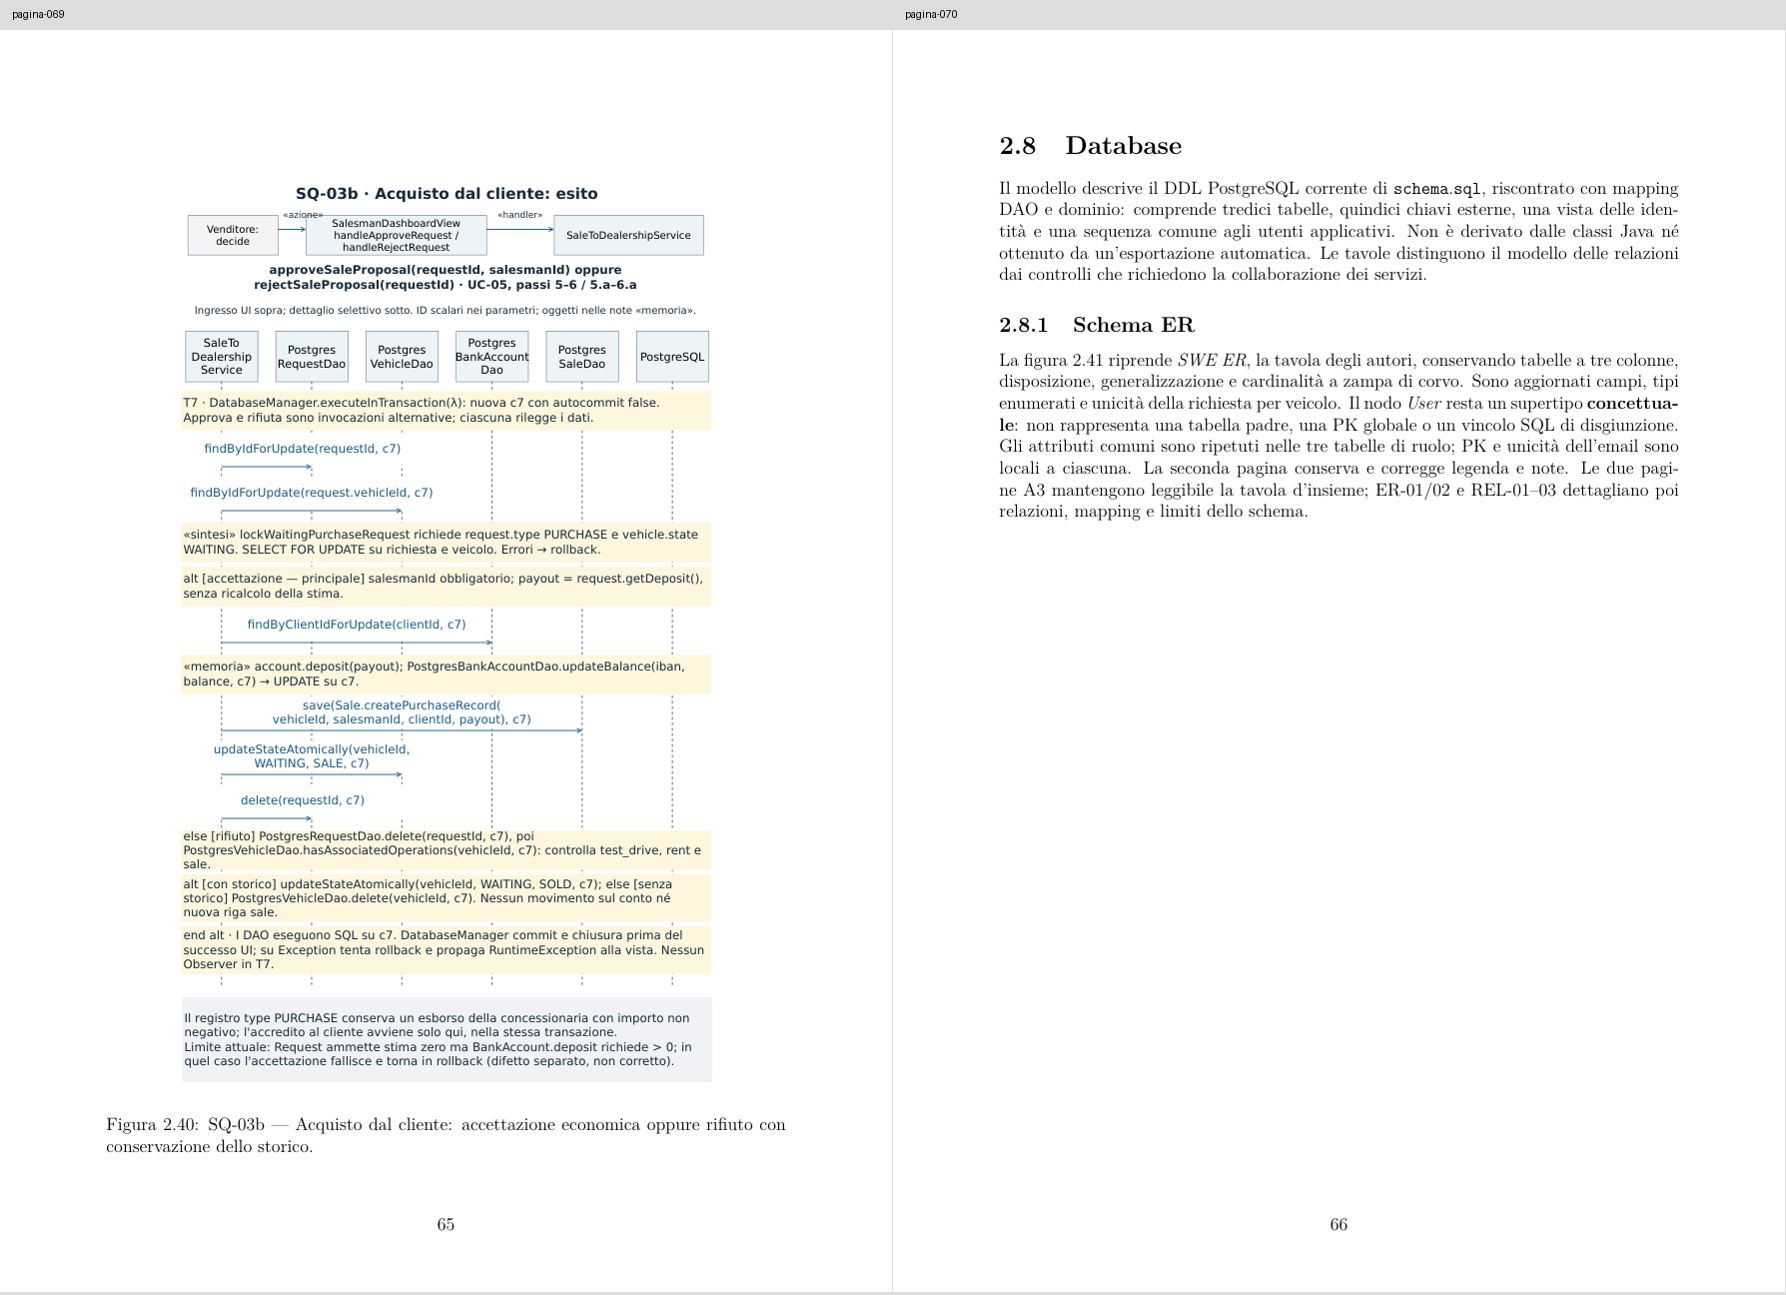 pagina-069
SQ-03b · Acquisto dal cliente: esito
Venditore:
decide
«azione»
SalesmanDashboardView
handleApproveRequest /
handleRejectRequest
«handler»
SaleToDealershipService
approveSaleProposal(requestId, salesmanId) oppure
rejectSaleProposal(requestId) · UC-05, passi 5–6 / 5.a–6.a
Ingresso UI sopra; dettaglio selettivo sotto. ID scalari nei parametri; oggetti nelle note «memoria».
SaleTo
Dealership
Service
Postgres
RequestDao
Postgres
VehicleDao
Postgres
BankAccount
Dao
Postgres
SaleDao
PostgreSQL
T7 · DatabaseManager.executeInTransaction(λ): nuova c7 con autocommit false.
Approva e rifiuta sono invocazioni alternative; ciascuna rilegge i dati.
findByIdForUpdate(requestId, c7)
findByIdForUpdate(request.vehicleId, c7)
«sintesi» lockWaitingPurchaseRequest richiede request.type PURCHASE e vehicle.state
WAITING. SELECT FOR UPDATE su richiesta e veicolo. Errori → rollback.
alt [accettazione — principale] salesmanId obbligatorio; payout = request.getDeposit(),
senza ricalcolo della stima.
findByClientIdForUpdate(clientId, c7)
«memoria» account.deposit(payout); PostgresBankAccountDao.updateBalance(iban,
balance, c7) → UPDATE su c7.
save(Sale.createPurchaseRecord(
vehicleId, salesmanId, clientId, payout), c7)
updateStateAtomically(vehicleId,
WAITING, SALE, c7)
delete(requestId, c7)
else [rifiuto] PostgresRequestDao.delete(requestId, c7), poi
PostgresVehicleDao.hasAssociatedOperations(vehicleId, c7): controlla test_drive, rent e
sale.
alt [con storico] updateStateAtomically(vehicleId, WAITING, SOLD, c7); else [senza
storico] PostgresVehicleDao.delete(vehicleId, c7). Nessun movimento sul conto né
nuova riga sale.
end alt · I DAO eseguono SQL su c7. DatabaseManager commit e chiusura prima del
successo UI; su Exception tenta rollback e propaga RuntimeException alla vista. Nessun
Observer in T7.
Il registro type PURCHASE conserva un esborso della concessionaria con importo non
negativo; l'accredito al cliente avviene solo qui, nella stessa transazione.
Limite attuale: Request ammette stima zero ma BankAccount.deposit richiede > 0; in
quel caso l'accettazione fallisce e torna in rollback (difetto separato, non corretto).
Figura 2.40: SQ-03b — Acquisto dal cliente: accettazione economica oppure rifiuto con
conservazione dello storico.
65
pagina-070
2.8 Database
Il modello descrive il DDL PostgreSQL corrente di schema.sql, riscontrato con mapping
DAO e dominio: comprende tredici tabelle, quindici chiavi esterne, una vista delle iden-
tità e una sequenza comune agli utenti applicativi. Non è derivato dalle classi Java né
ottenuto da un'esportazione automatica. Le tavole distinguono il modello delle relazioni
dai controlli che richiedono la collaborazione dei servizi.
2.8.1 Schema ER
La figura 2.41 riprende SWE ER, la tavola degli autori, conservando tabelle a tre colonne,
disposizione, generalizzazione e cardinalità a zampa di corvo. Sono aggiornati campi, tipi
enumerati e unicità della richiesta per veicolo. Il nodo User resta un supertipo concettua-
le: non rappresenta una tabella padre, una PK globale o un vincolo SQL di disgiunzione.
Gli attributi comuni sono ripetuti nelle tre tabelle di ruolo; PK e unicità dell'email sono
locali a ciascuna. La seconda pagina conserva e corregge legenda e note. Le due pagi-
ne A3 mantengono leggibile la tavola d'insieme; ER-01/02 e REL-01–03 dettagliano poi
relazioni, mapping e limiti dello schema.
66